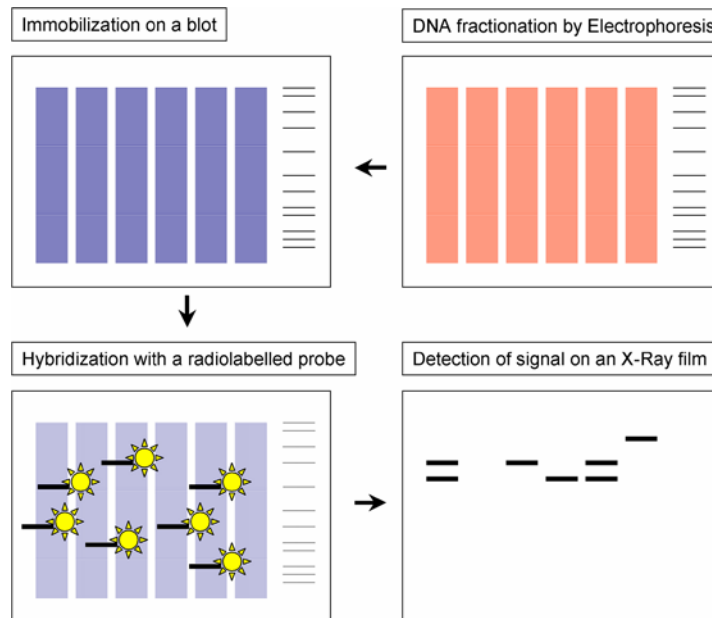 Immobilization on a blot
DNA fractionation by Electrophoresis
Hybridization with a radiolabelled probe
Detection of signal on an X-Ray film